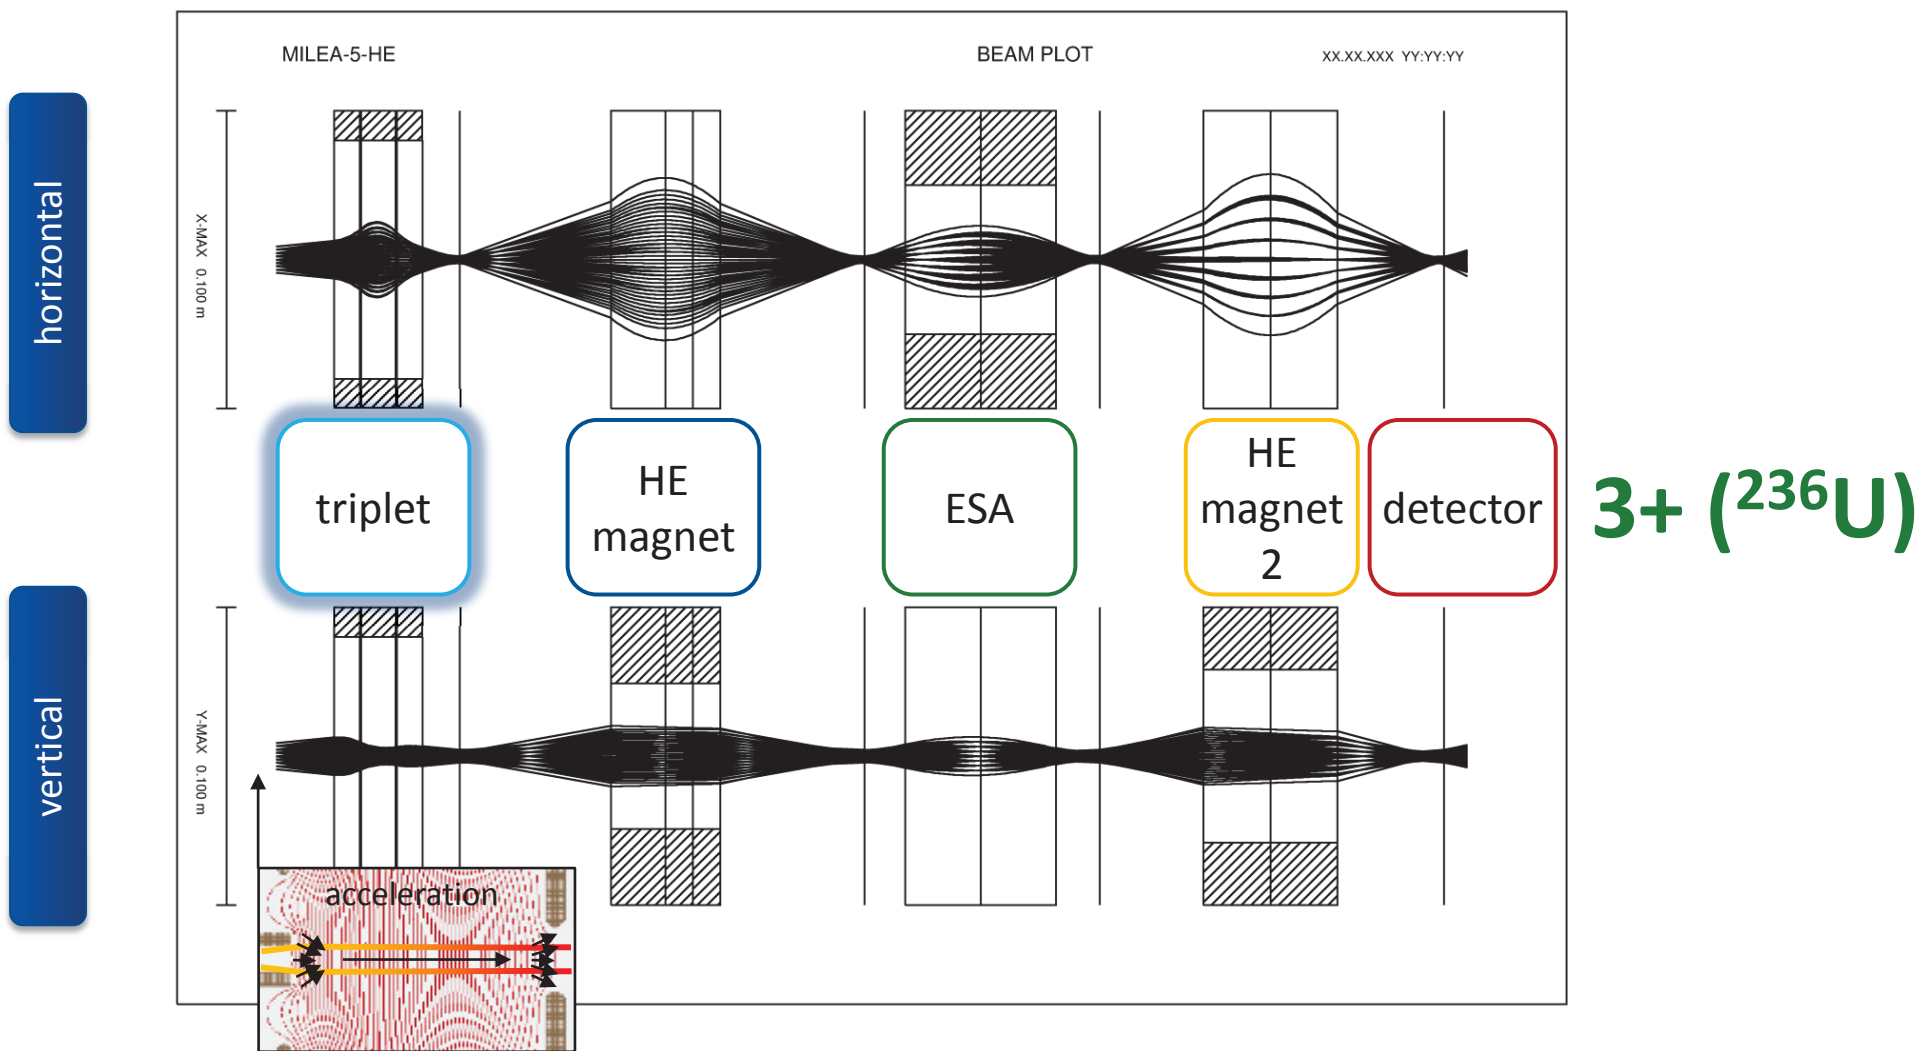 MILEA-5-HE
BEAM PLOT
XX.XX.XXX YY:YY:YY
horizontal
X-MAX 0.100 m
triplet
HE
magnet
ESA
HE
magnet
2
detector
3+ (²³⁶U)
vertical
Y-MAX 0.100 m
acceleration